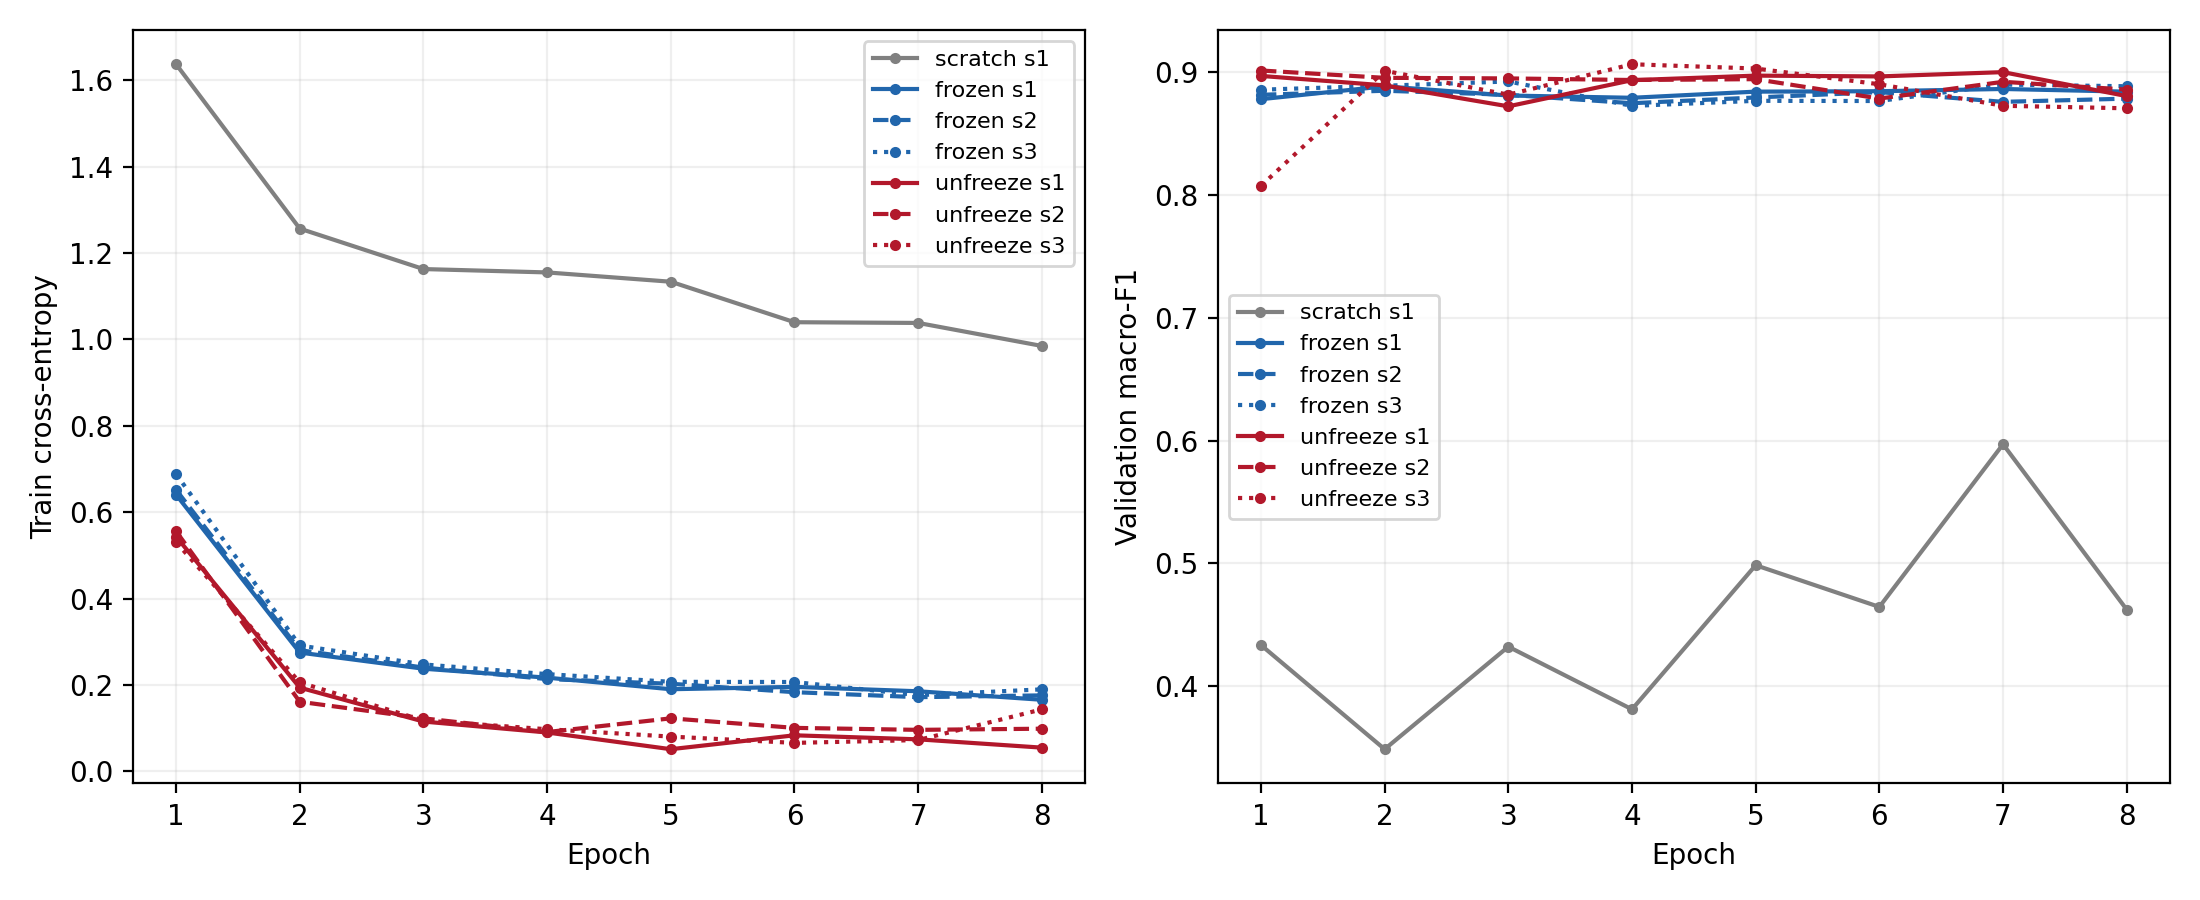 Train cross-entropy
1.6
1.4
1.2
1.0
0.8
0.6
0.4
0.2
0.0
scratch s1
frozen s1
frozen s2
frozen s3
unfreeze s1
unfreeze s2
unfreeze s3
1 2 3 4 5 6 7 8
Epoch
Validation macro-F1
0.9
0.8
0.7
0.6
0.5
0.4
scratch s1
frozen s1
frozen s2
frozen s3
unfreeze s1
unfreeze s2
unfreeze s3
1 2 3 4 5 6 7 8
Epoch